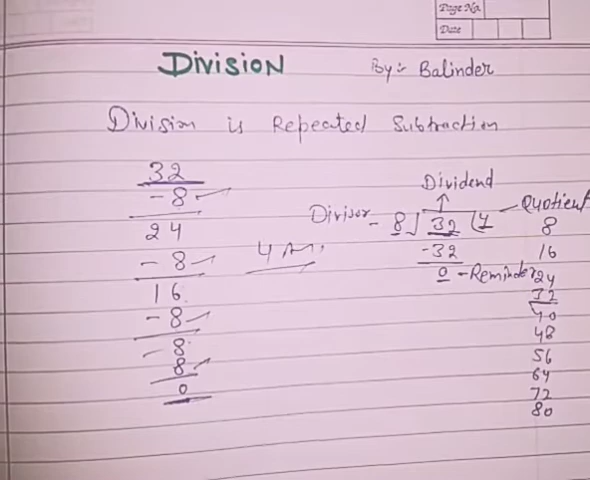 Page No.
Date
DIVISION By:- Balinder
Division is Repeated Subtraction
32
- 8
24
- 8
16
- 8
- 8
8
0
4 Ans.
Dividend
Divisor - 8 ) 32 ( 4 - Quotient
-32
0 - Reminder
8
16
24
32
40
48
56
64
72
80